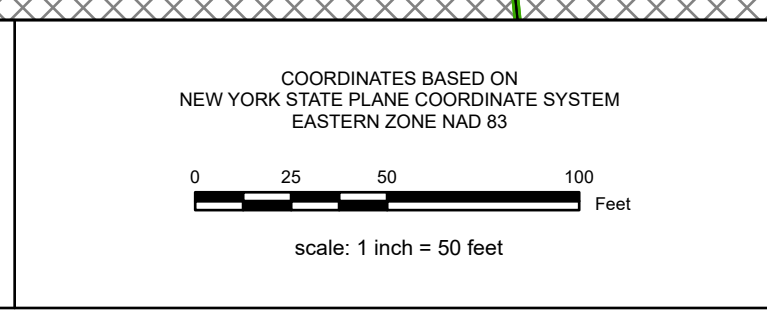 COORDINATES BASED ON
NEW YORK STATE PLANE COORDINATE SYSTEM
EASTERN ZONE NAD 83
0 25 50 100
Feet
scale: 1 inch = 50 feet